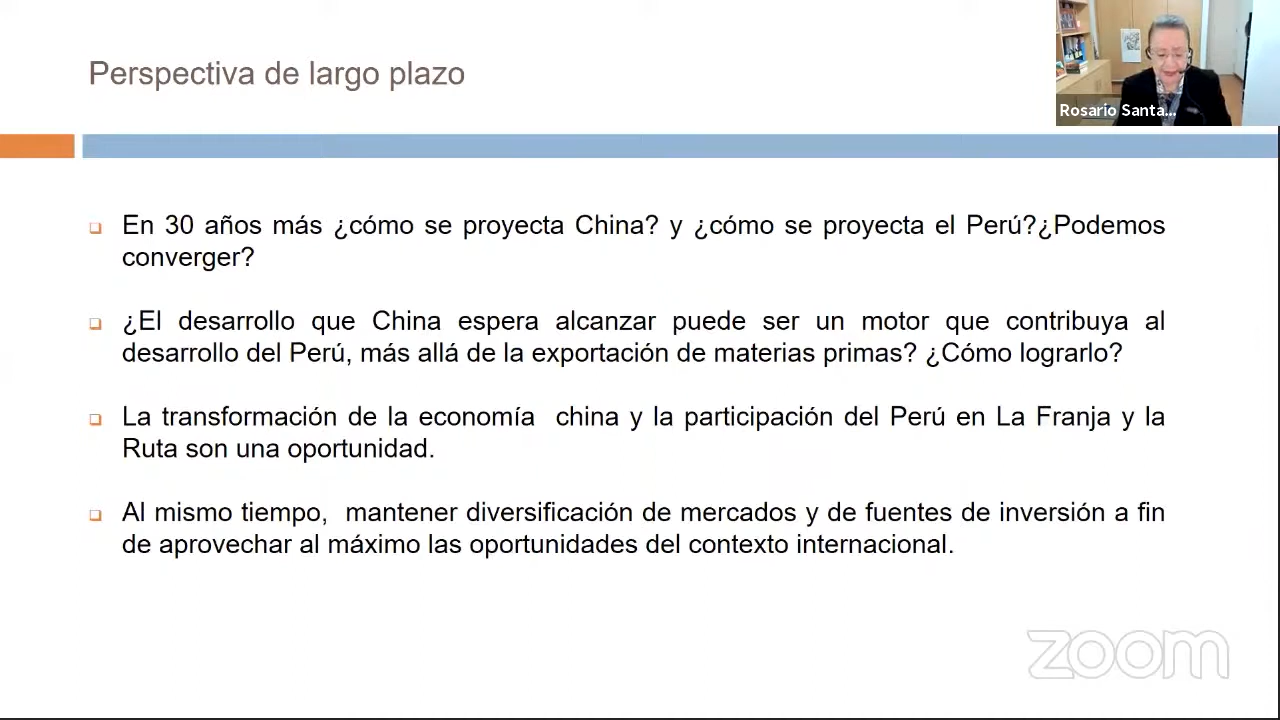 Perspectiva de largo plazo
Rosario Santa...
En 30 años más ¿cómo se proyecta China? y ¿cómo se proyecta el Perú?¿Podemos
converger?
¿El desarrollo que China espera alcanzar puede ser un motor que contribuya al
desarrollo del Perú, más allá de la exportación de materias primas? ¿Cómo lograrlo?
La transformación de la economía  china y la participación del Perú en La Franja y la
Ruta son una oportunidad.
Al mismo tiempo,  mantener diversificación de mercados y de fuentes de inversión a fin
de aprovechar al máximo las oportunidades del contexto internacional.
zoom